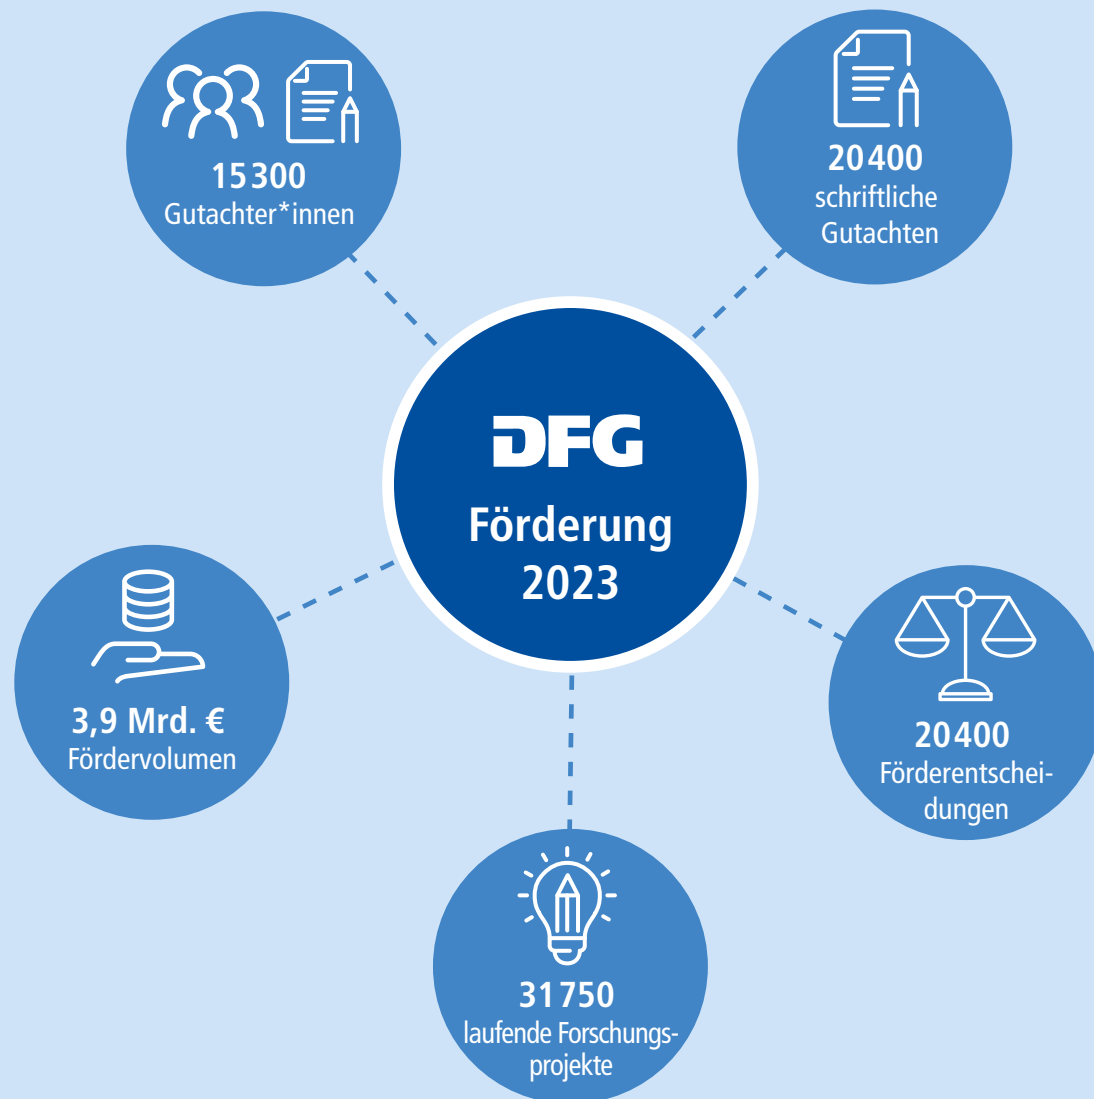 15 300
Gutachter*innen
20 400
schriftliche
Gutachten
DFG
Förderung
2023
3,9 Mrd. €
Fördervolumen
20 400
Förderentschei-
dungen
31 750
laufende Forschungs-
projekte